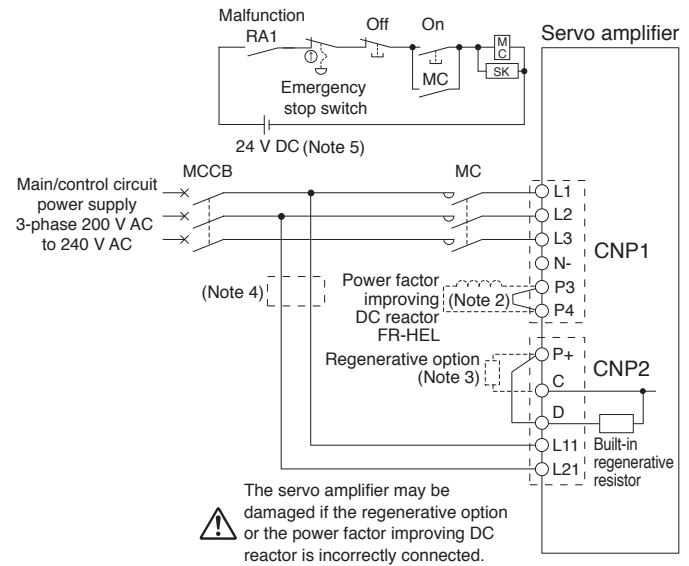 Malfunction
RA1
Off
On
Servo amplifier
M
C
SK
MC
Emergency
stop switch
24 V DC (Note 5)
MCCB
MC
Main/control circuit
power supply
3-phase 200 V AC
to 240 V AC
L1
L2
L3
N-
CNP1
(Note 4)
Power factor
improving
DC reactor
FR-HEL
(Note 2)
P3
P4
Regenerative option
(Note 3)
P+
C
D
CNP2
L11
L21
Built-in
regenerative
resistor
The servo amplifier may be
damaged if the regenerative option
or the power factor improving DC
reactor is incorrectly connected.